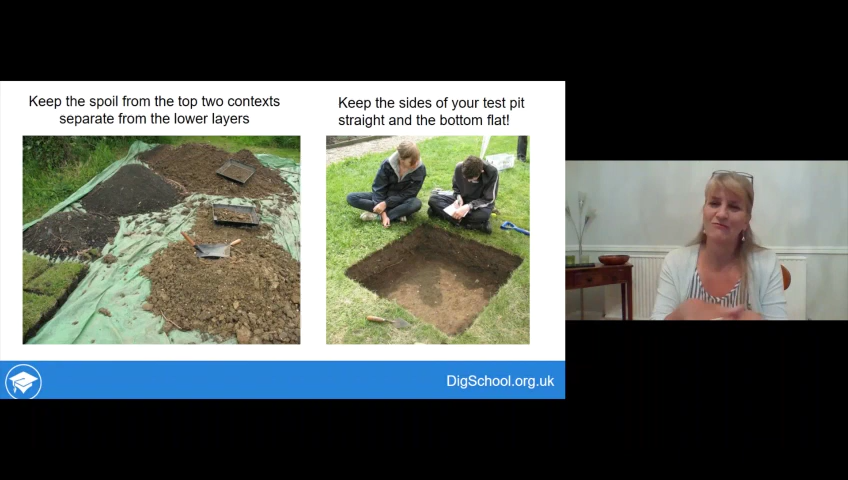 Keep the spoil from the top two contexts
separate from the lower layers
Keep the sides of your test pit
straight and the bottom flat!
DigSchool.org.uk